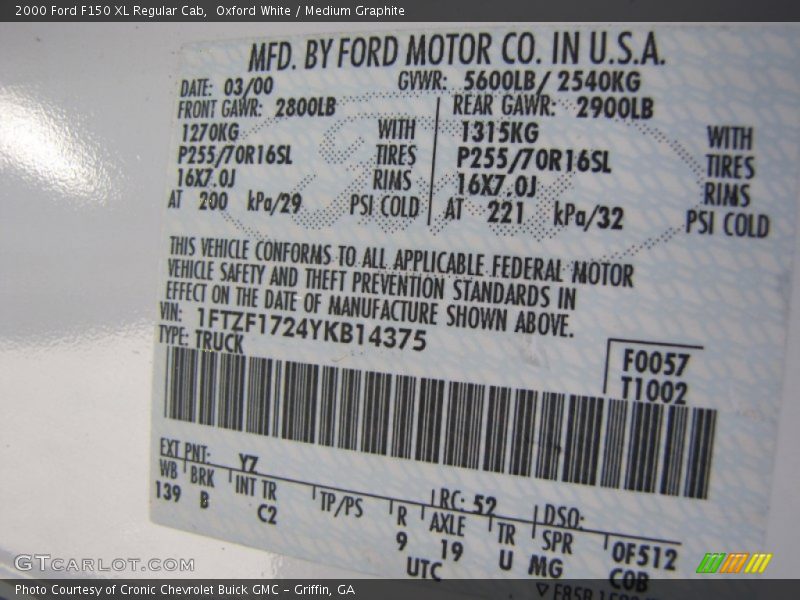 2000 Ford F150 XL Regular Cab, Oxford White / Medium Graphite
MFD. BY FORD MOTOR CO. IN U.S.A.
DATE: 03/00 GVWR: 5600LB/ 2540KG
FRONT GAWR: 2800LB REAR GAWR: 2900LB
1270KG WITH 1315KG WITH
P255/70R16SL TIRES P255/70R16SL TIRES
16X7.0J RIMS 16X7.0J RIMS
AT 200 kPa/29 PSI COLD AT 221 kPa/32 PSI COLD
THIS VEHICLE CONFORMS TO ALL APPLICABLE FEDERAL MOTOR
VEHICLE SAFETY AND THEFT PREVENTION STANDARDS IN
EFFECT ON THE DATE OF MANUFACTURE SHOWN ABOVE.
VIN: 1FTZF1724YKB14375
TYPE: TRUCK
F0057
T1002
EXT PNT: Y7 RC: 52 DSO:
WB BRK INT TR TP/PS R AXLE TR SPR 0F512
139 B C2 9 19 U MG C0B
UTC
GTCARLOT.COM
Photo Courtesy of Cronic Chevrolet Buick GMC - Griffin, GA